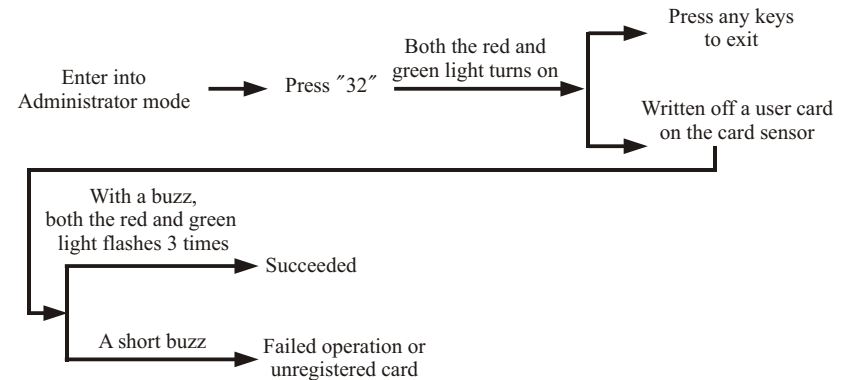 Enter into
Administrator mode
Press ″32″
Both the red and
green light turns on
Press any keys
to exit
Written off a user card
on the card sensor
With a buzz,
both the red and green
light flashes 3 times
Succeeded
A short buzz
Failed operation or
unregistered card